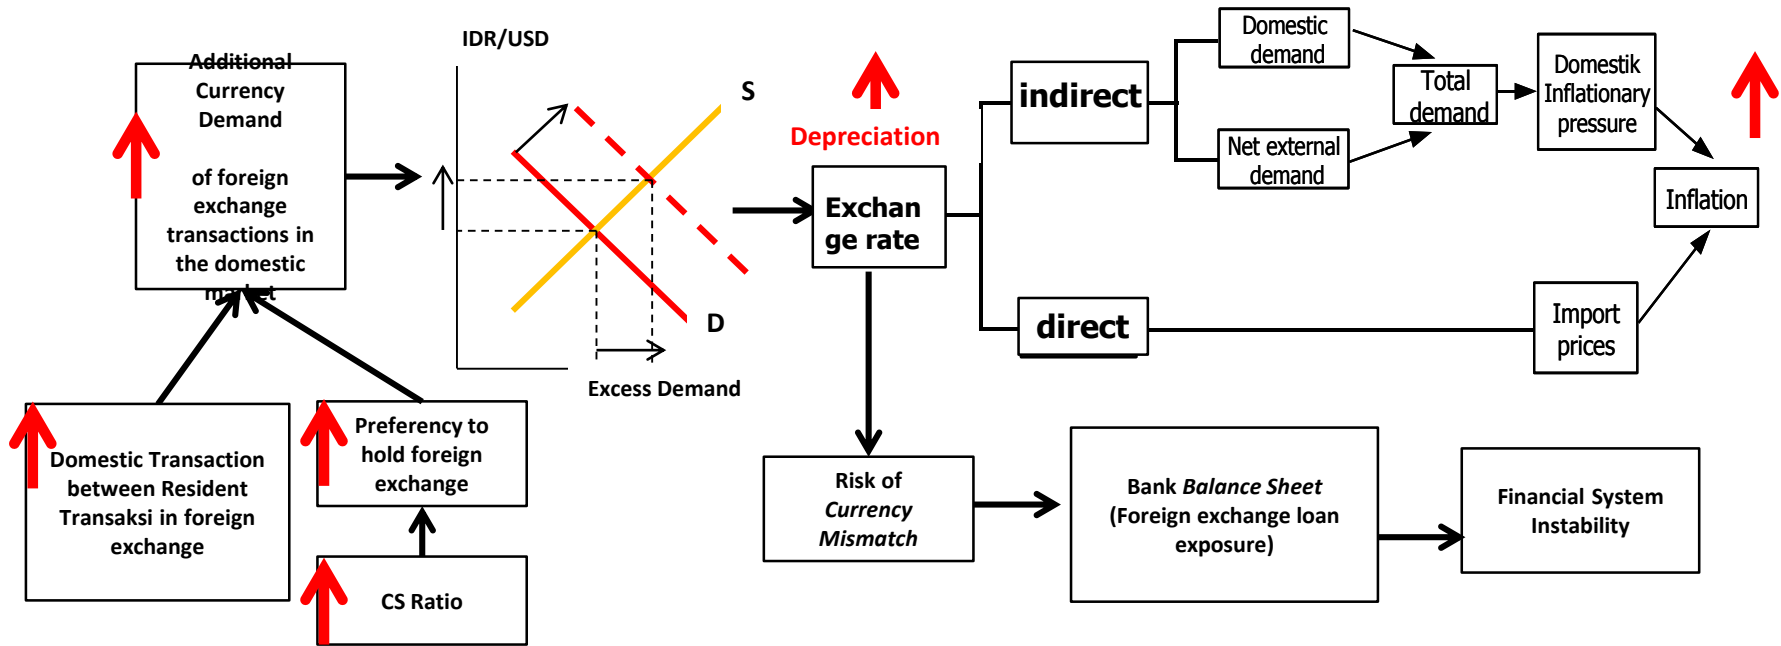 Additional
Currency
Demand
of foreign
exchange
transactions in
the domestic
market
Domestic Transaction
between Resident
Transaksi in foreign
exchange
Preferency to
hold foreign
exchange
CS Ratio
IDR/USD
S
D
Excess Demand
Depreciation
Exchan
ge rate
indirect
direct
Domestic
demand
Net external
demand
Total
demand
Domestik
Inflationary
pressure
Inflation
Import
prices
Risk of
Currency
Mismatch
Bank Balance Sheet
(Foreign exchange loan
exposure)
Financial System
Instability